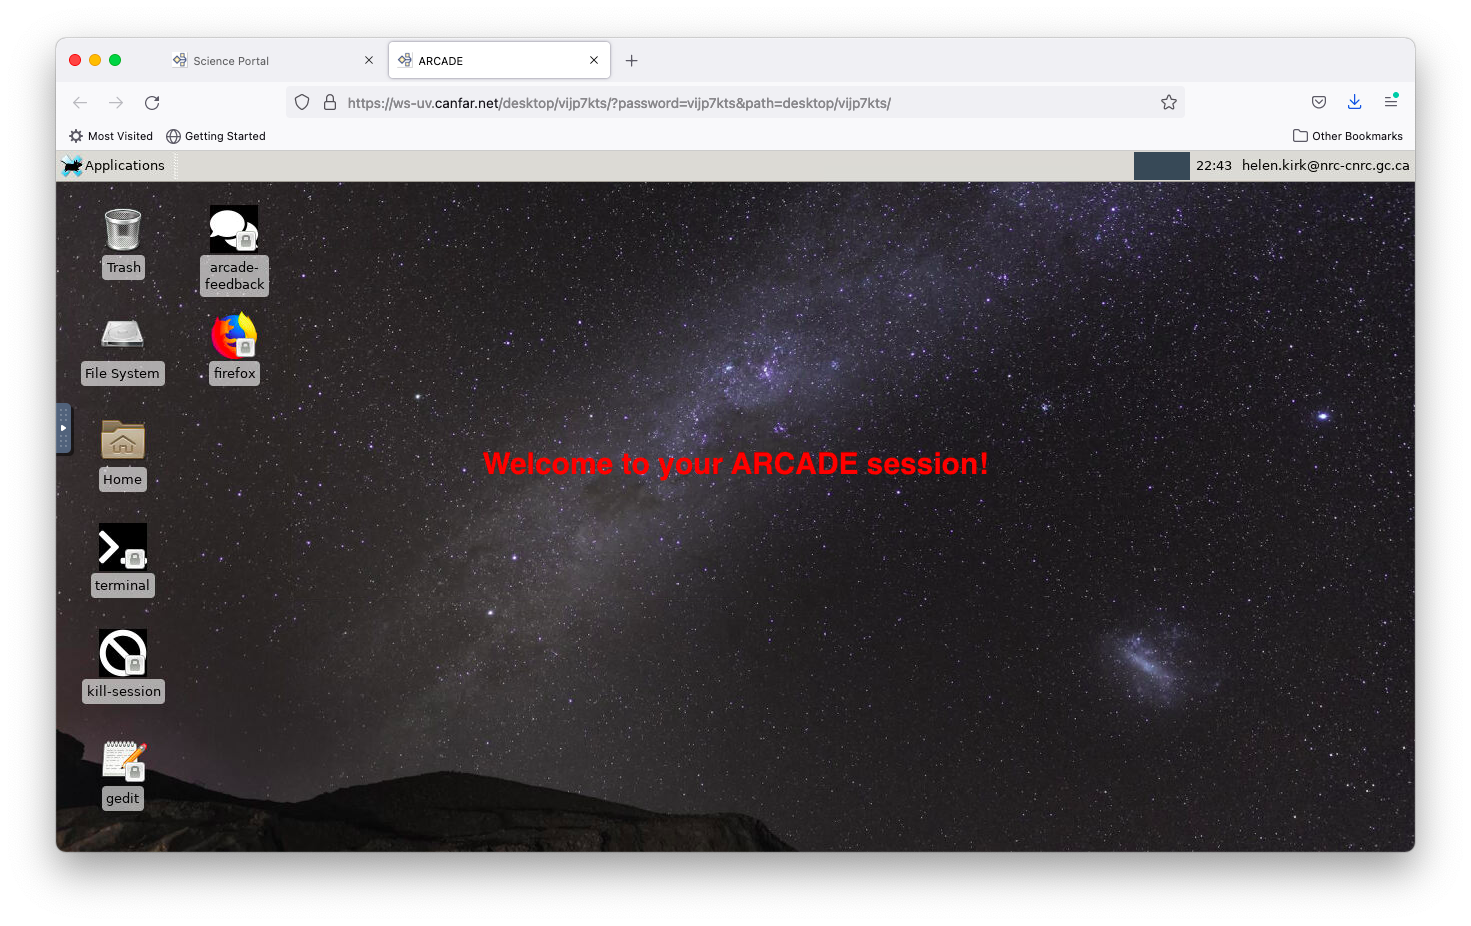 Science Portal
ARCADE
https://ws-uv.canfar.net/desktop/vijp7kts/?password=vijp7kts&path=desktop/vijp7kts/
Most Visited
Getting Started
Other Bookmarks
Applications
22:43 helen.kirk@nrc-cnrc.gc.ca
Trash
arcade-
feedback
File System
firefox
Home
Welcome to your ARCADE session!
terminal
kill-session
gedit